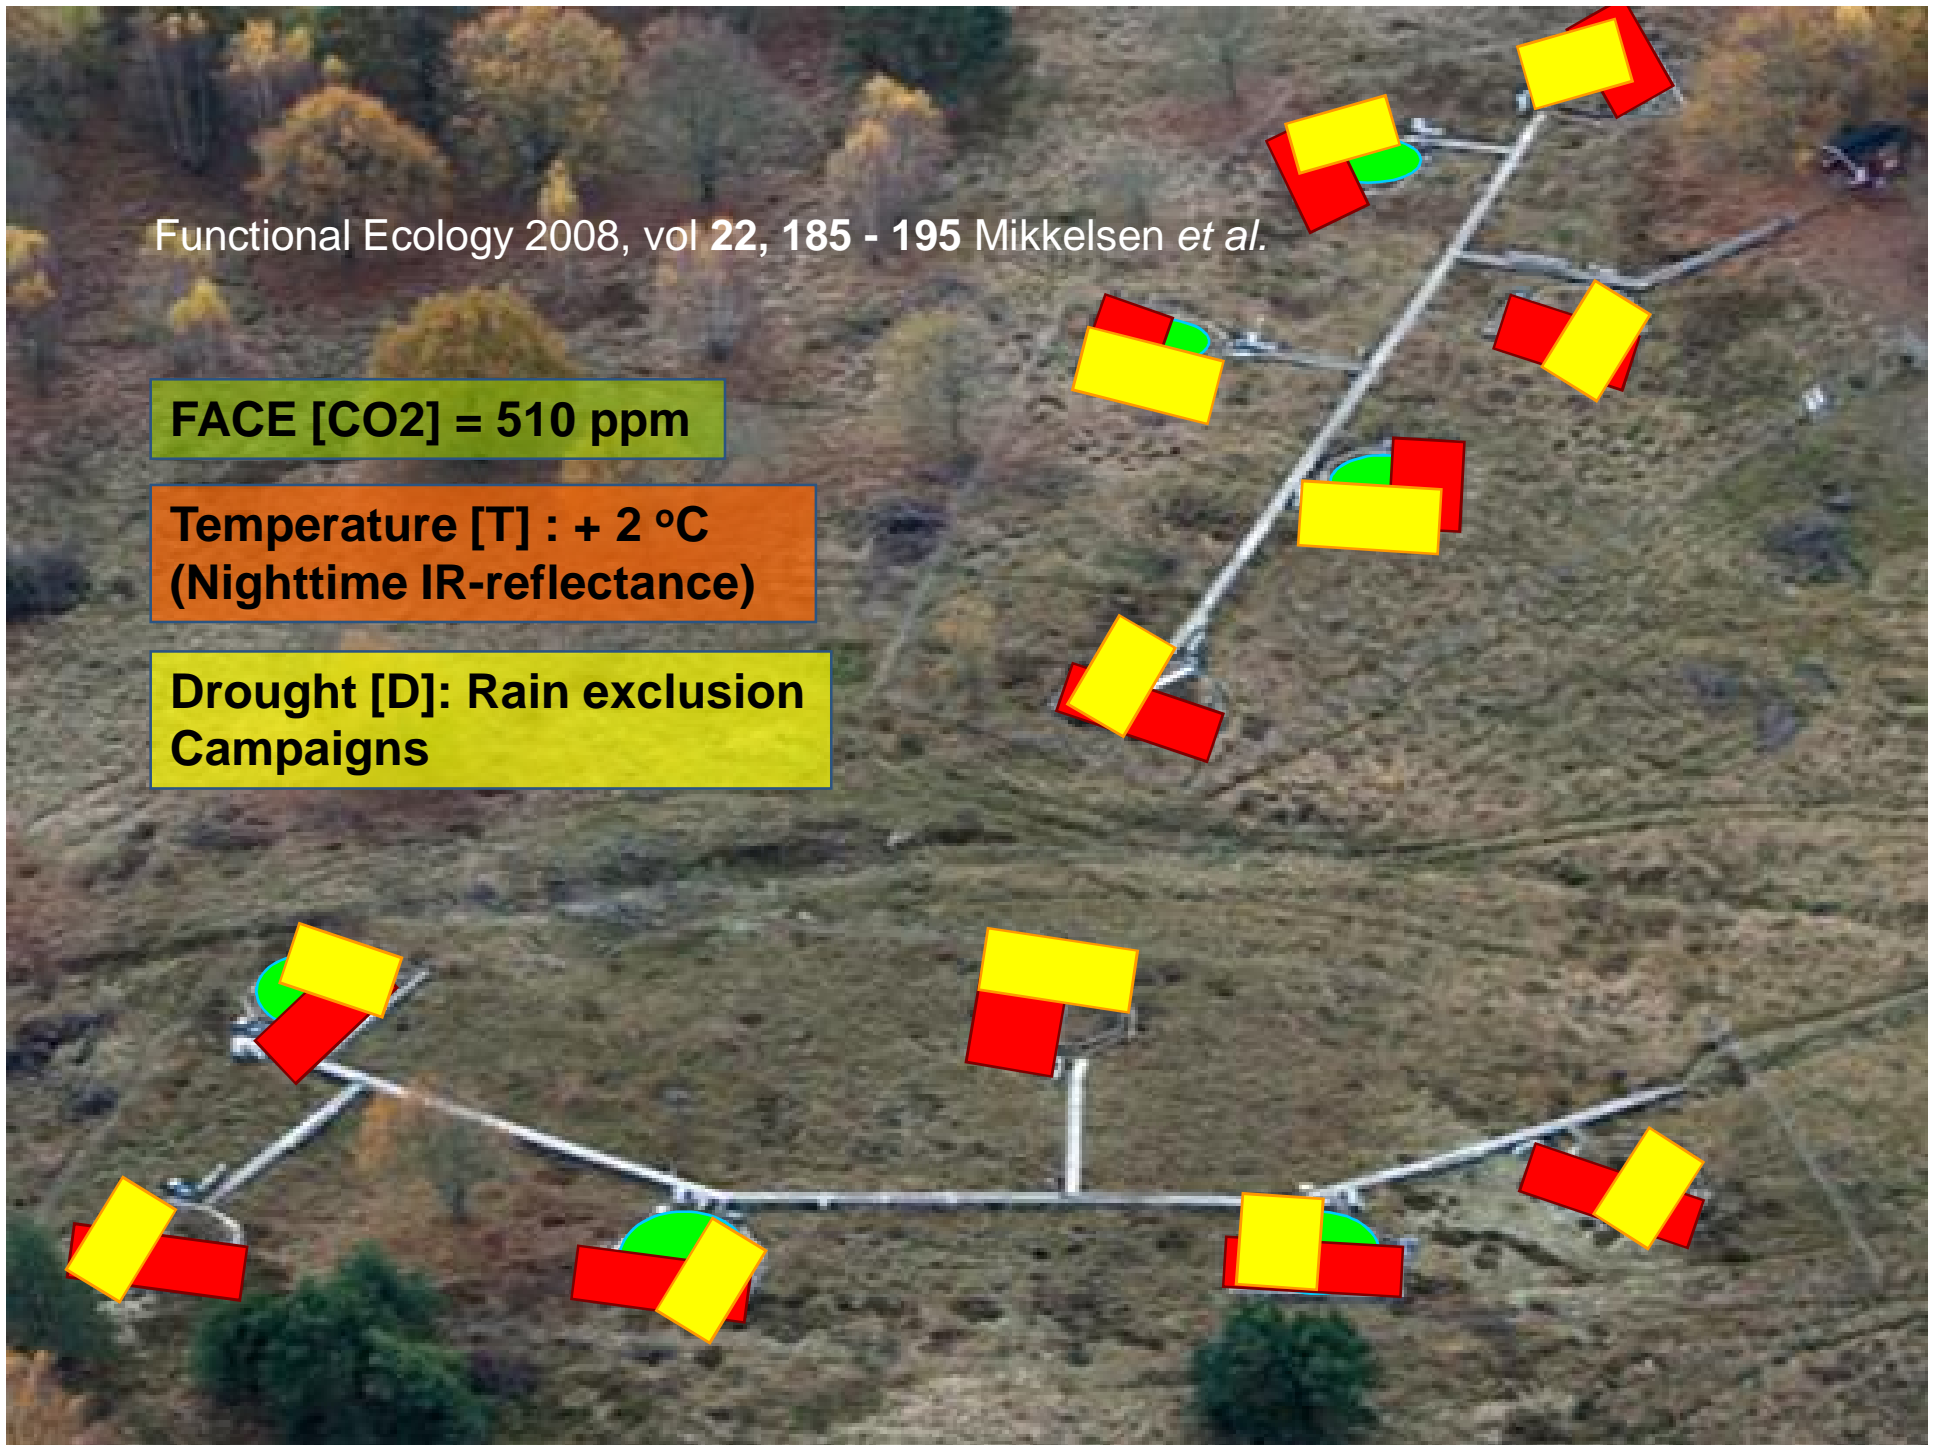 Functional Ecology 2008, vol 22, 185 - 195 Mikkelsen et al.
FACE [CO2] = 510 ppm
Temperature [T] : + 2 oC
(Nighttime IR-reflectance)
Drought [D]: Rain exclusion
Campaigns